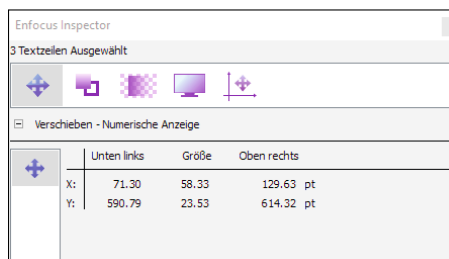 Enfocus Inspector
3 Textzeilen Ausgewählt
Verschieben - Numerische Anzeige
Unten links Größe Oben rechts
X: 71.30 58.33 129.63 pt
Y: 590.79 23.53 614.32 pt